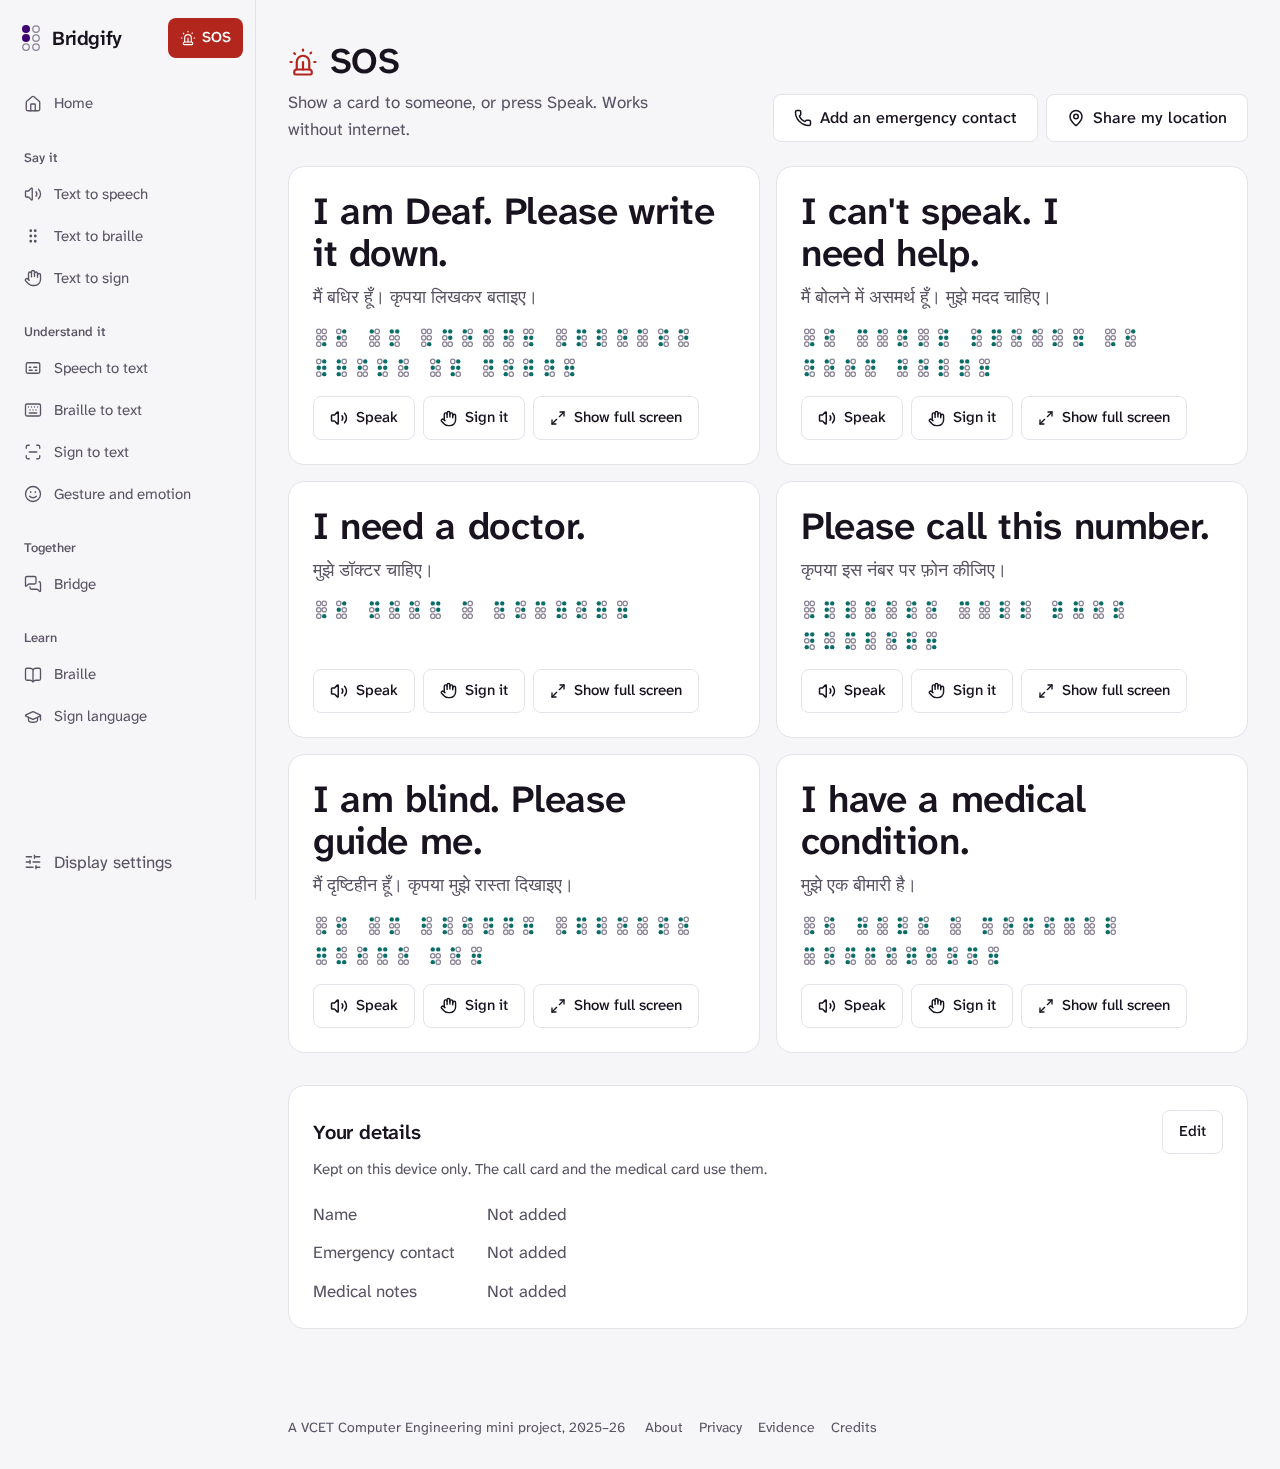 Bridgify
SOS
Home
Say it
Text to speech
Text to braille
Text to sign
Understand it
Speech to text
Braille to text
Sign to text
Gesture and emotion
Together
Bridge
Learn
Braille
Sign language
Display settings
SOS
Show a card to someone, or press Speak. Works
without internet.
Add an emergency contact
Share my location
I am Deaf. Please write
it down.
मैं बधिर हूँ। कृपया लिखकर बताइए।
Speak
Sign it
Show full screen
I can't speak. I
need help.
मैं बोलने में असमर्थ हूँ। मुझे मदद चाहिए।
Speak
Sign it
Show full screen
I need a doctor.
मुझे डॉक्टर चाहिए।
Speak
Sign it
Show full screen
Please call this number.
कृपया इस नंबर पर फ़ोन कीजिए।
Speak
Sign it
Show full screen
I am blind. Please
guide me.
मैं दृष्टिहीन हूँ। कृपया मुझे रास्ता दिखाइए।
Speak
Sign it
Show full screen
I have a medical
condition.
मुझे एक बीमारी है।
Speak
Sign it
Show full screen
Your details
Edit
Kept on this device only. The call card and the medical card use them.
Name Not added
Emergency contact Not added
Medical notes Not added
A VCET Computer Engineering mini project, 2025–26 About Privacy Evidence Credits